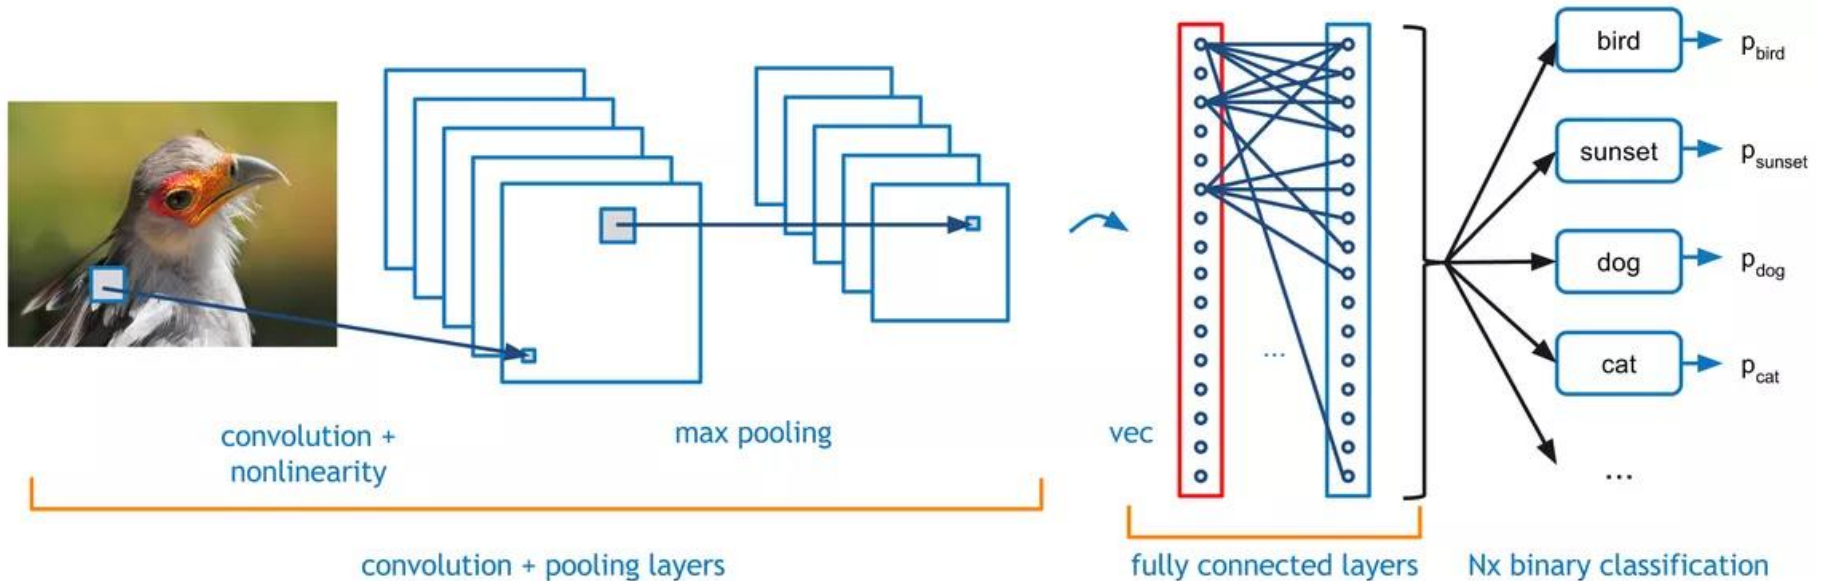 bird
p_bird
sunset
p_sunset
dog
p_dog
cat
p_cat
...
...
convolution +
nonlinearity
max pooling
vec
convolution + pooling layers
fully connected layers
Nx binary classification